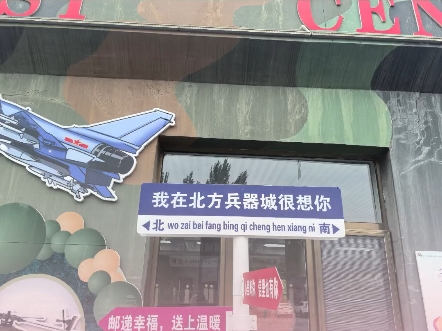 CEN
我在北方兵器城很想你
北 wo zai bei fang bing qi cheng hen xiang ni 南
邮递幸福，送上温暖